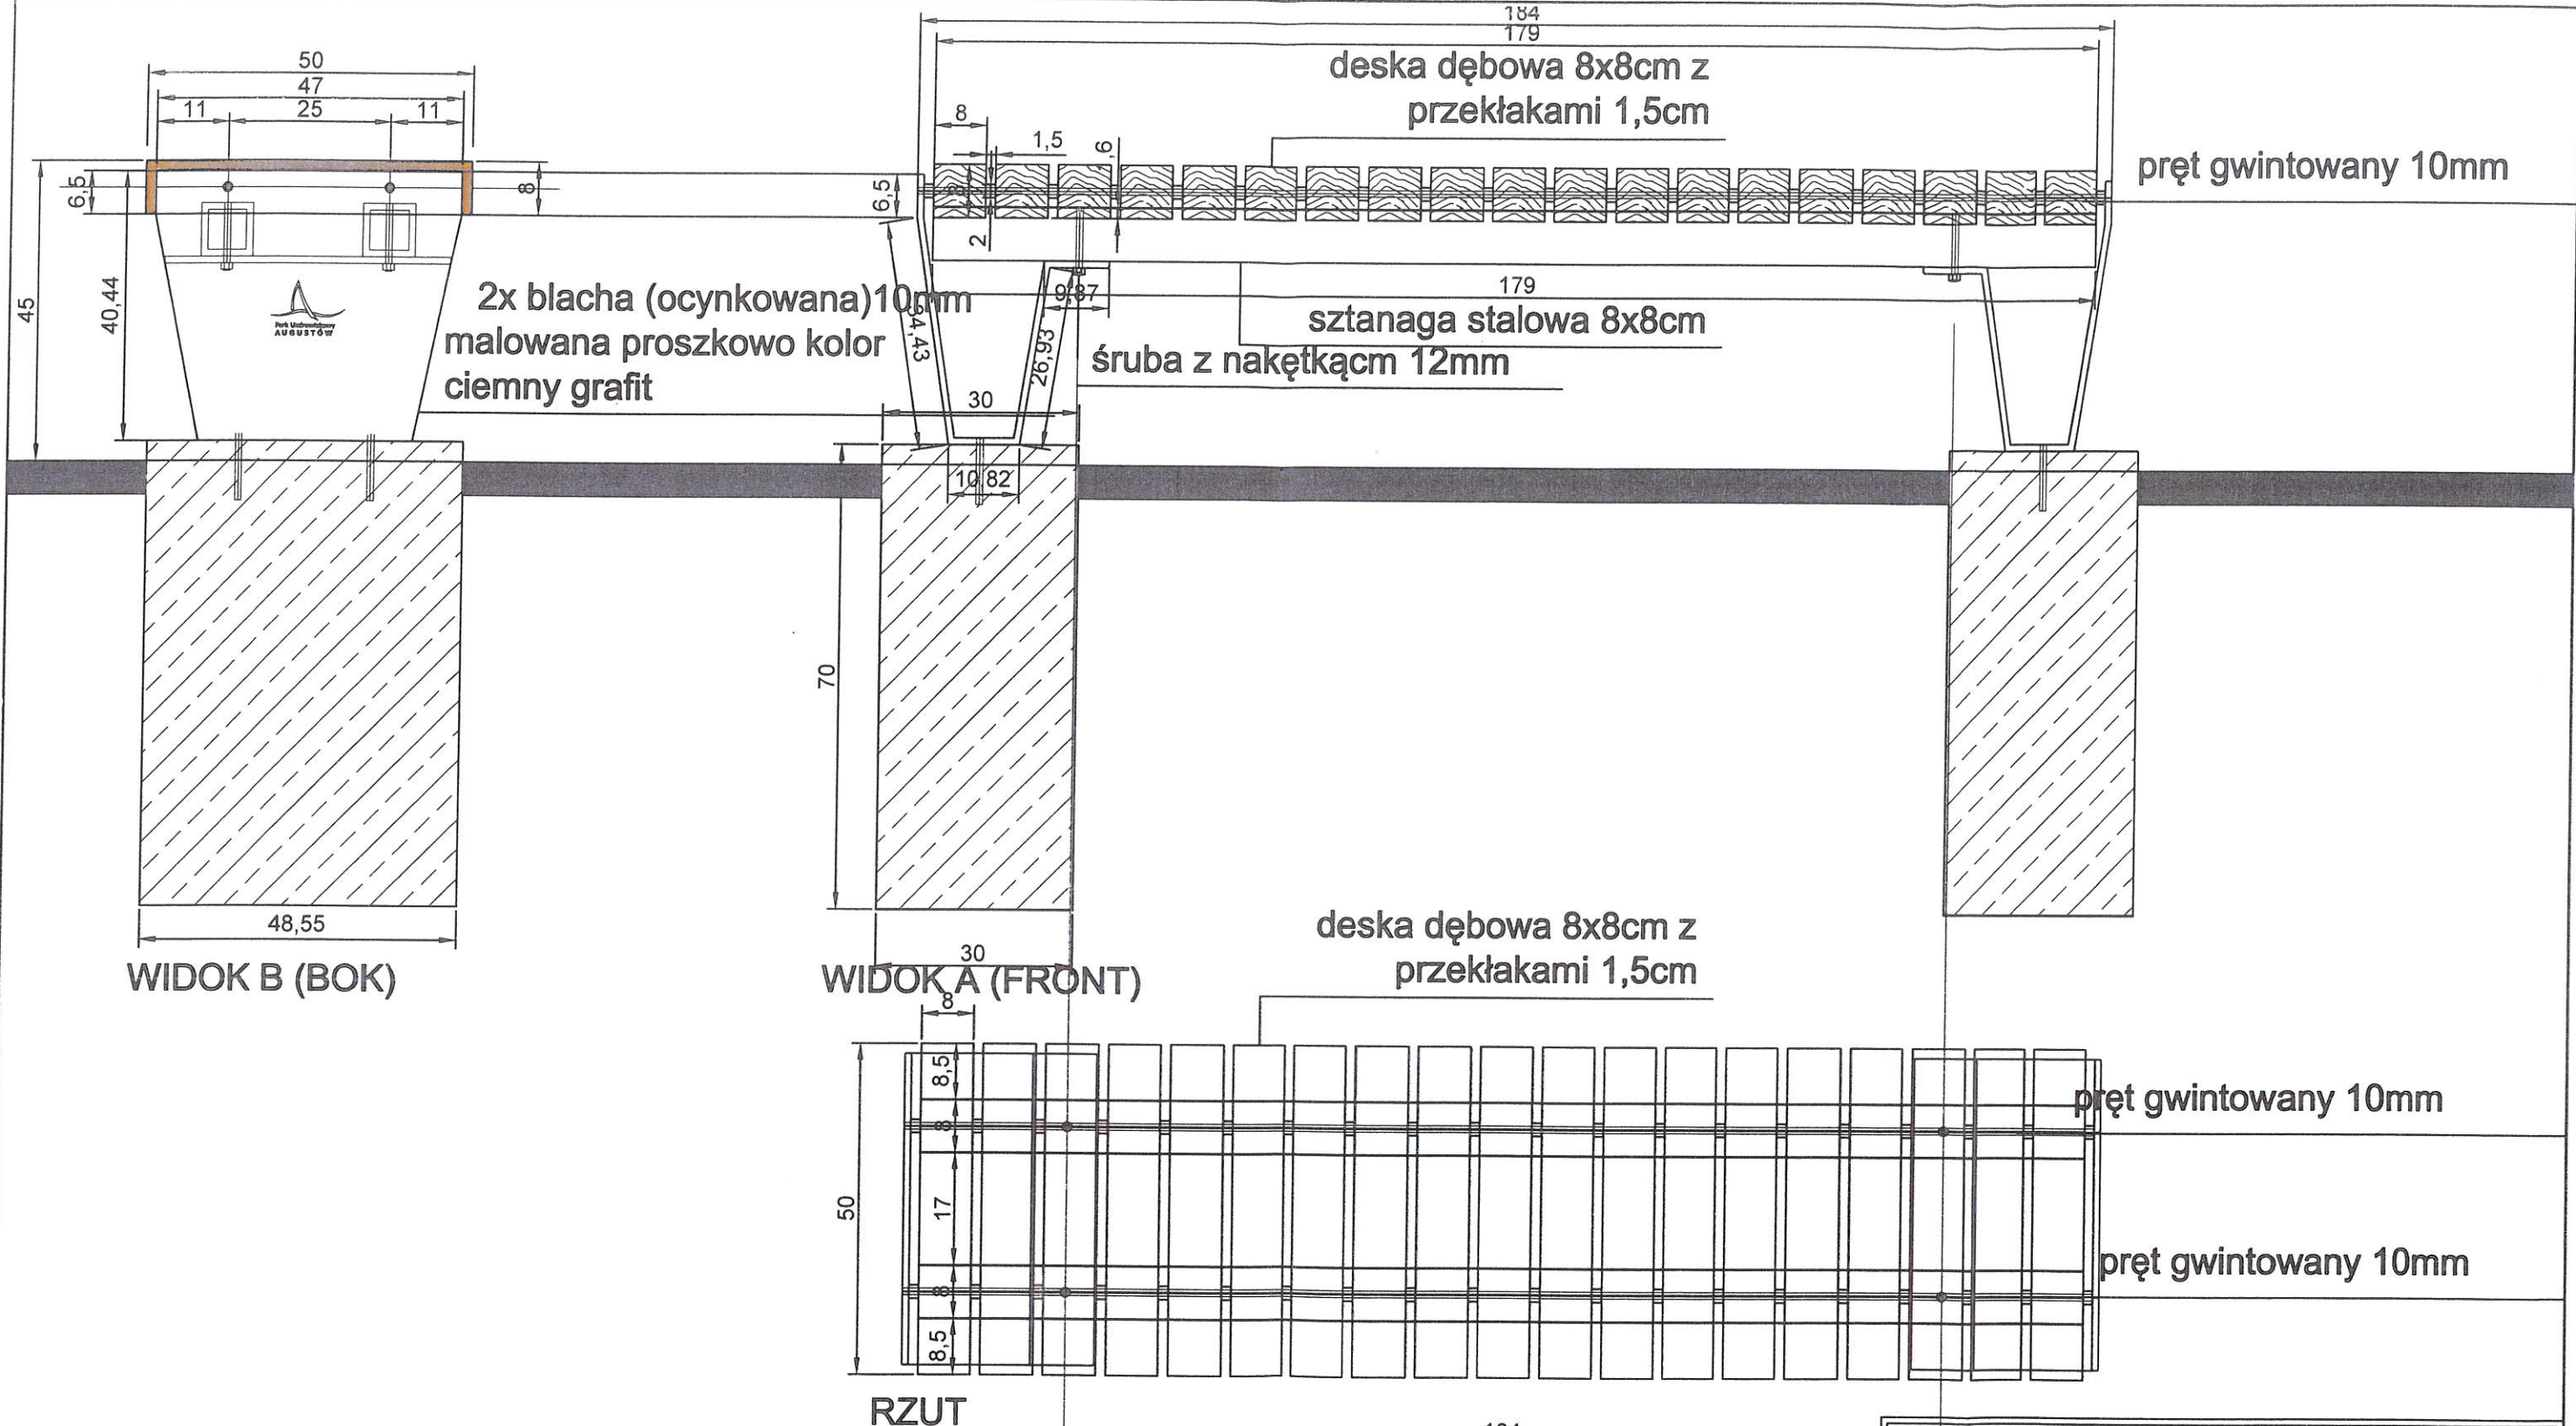 184
179
deska dębowa 8x8cm z
przekłakami 1,5cm
50
47
11
25
11
8
1,5
,6
pręt gwintowany 10mm
6,5
8
6,5
8
2
45
40,44
Park Uzdrowiskowy
AUGUSTÓW
2x blacha (ocynkowana)10mm
malowana proszkowo kolor
ciemny grafit
9,87
179
sztanaga stalowa 8x8cm
34,43
26,93
śruba z nakętkącm 12mm
30
10,82
70
48,55
30
WIDOK B (BOK)
WIDOK A (FRONT)
deska dębowa 8x8cm z
przekłakami 1,5cm
8
8,5
8
17
8
8,5
50
pręt gwintowany 10mm
pręt gwintowany 10mm
RZUT